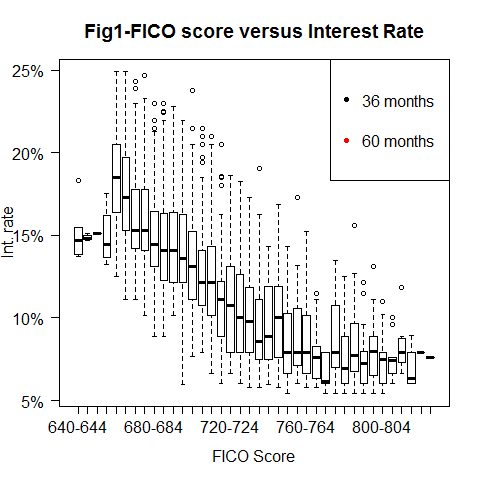 Fig1-FICO score versus Interest Rate
25%
20%
15%
10%
5%
Int. rate
36 months
60 months
640-644 680-684 720-724 760-764 800-804
FICO Score